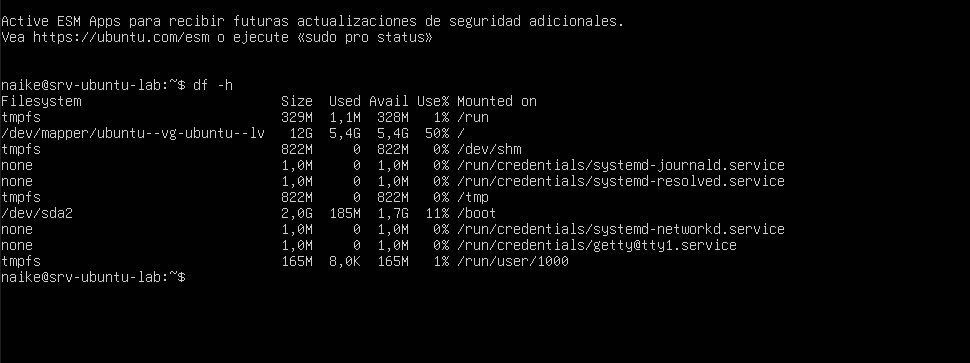 Active ESM Apps para recibir futuras actualizaciones de seguridad adicionales.
Vea https://ubuntu.com/esm o ejecute «sudo pro status»
naike@srv-ubuntu-lab:~$ df -h
Filesystem                         Size  Used Avail Use% Mounted on
tmpfs                              329M  1,1M  328M   1% /run
/dev/mapper/ubuntu--vg-ubuntu--lv   12G  5,4G  5,4G  50% /
tmpfs                              822M     0  822M   0% /dev/shm
none                               1,0M     0  1,0M   0% /run/credentials/systemd-journald.service
none                               1,0M     0  1,0M   0% /run/credentials/systemd-resolved.service
tmpfs                              822M     0  822M   0% /tmp
/dev/sda2                          2,0G  185M  1,7G  11% /boot
none                               1,0M     0  1,0M   0% /run/credentials/systemd-networkd.service
none                               1,0M     0  1,0M   0% /run/credentials/getty@tty1.service
tmpfs                              165M  8,0K  165M   1% /run/user/1000
naike@srv-ubuntu-lab:~$